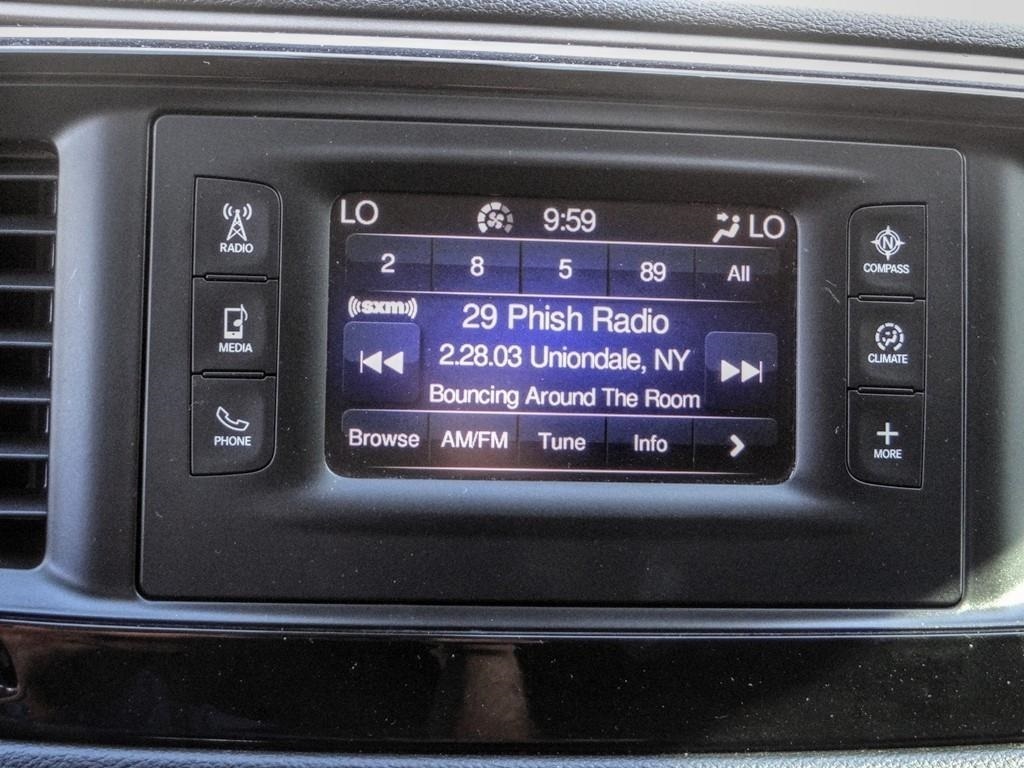 RADIO
MEDIA
PHONE
LO 9:59 LO
2 8 5 89 All
((sxm))
29 Phish Radio
2.28.03 Uniondale, NY
Bouncing Around The Room
Browse AM/FM Tune Info
N
COMPASS
CLIMATE
MORE